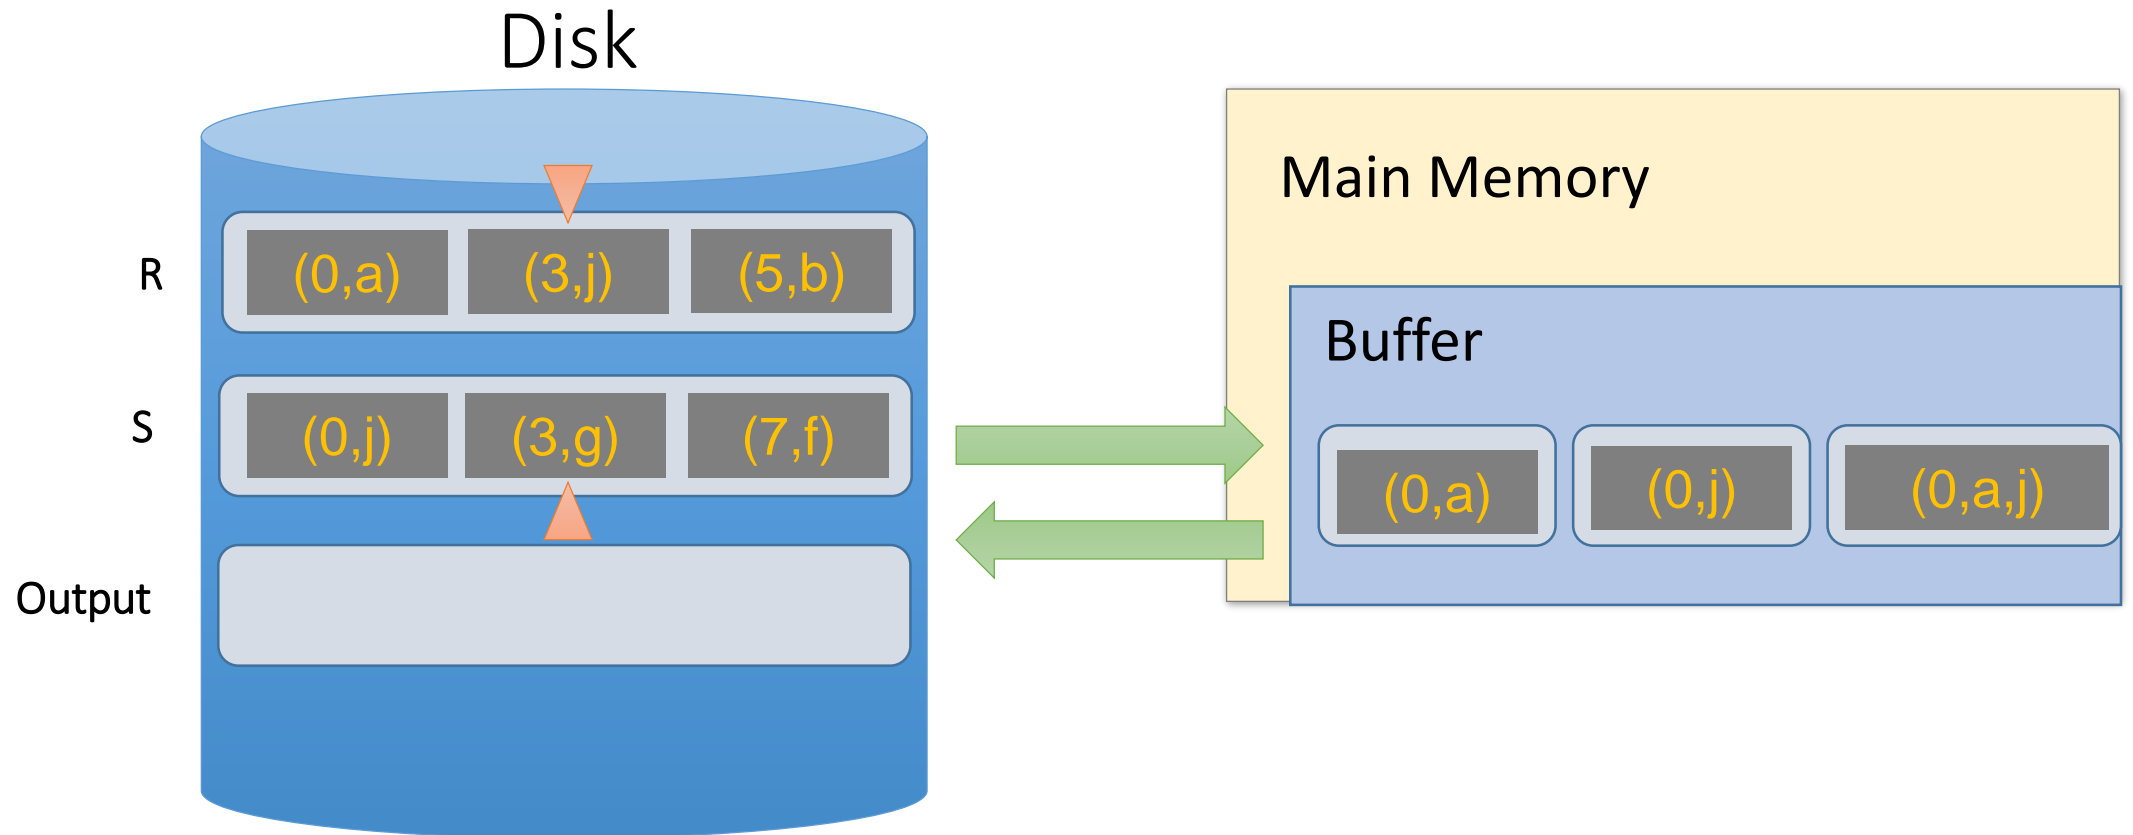 Disk
Main Memory
R
(0,a) (3,j) (5,b)
Buffer
S
(0,j) (3,g) (7,f)
(0,a) (0,j) (0,a,j)
Output